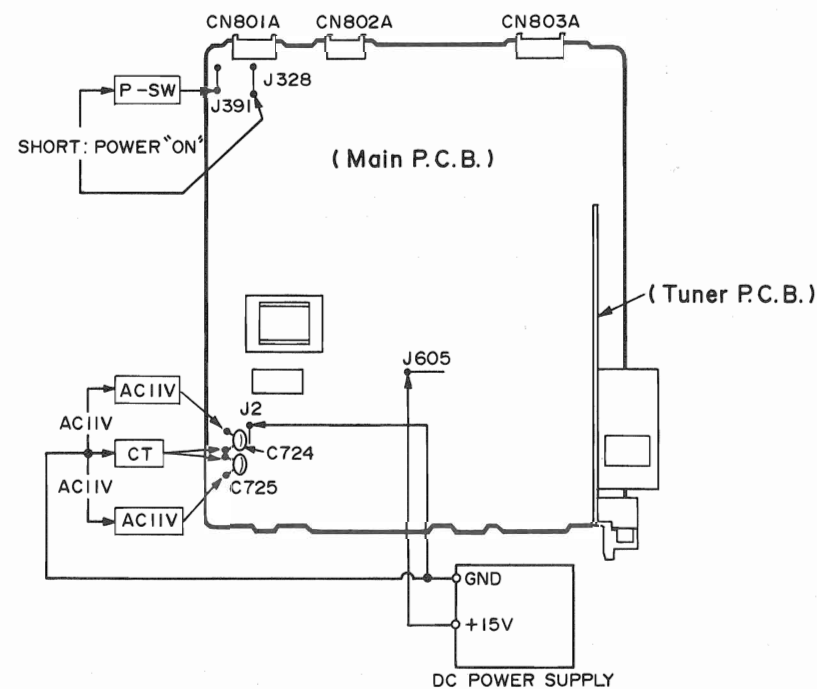 CN801A CN802A CN803A
P-SW
J328
J391
SHORT: POWER "ON"
(Main P.C.B.)
(Tuner P.C.B.)
J605
AC11V
J2
AC11V
CT
C724
AC11V
C725
AC11V
GND
+15V
DC POWER SUPPLY